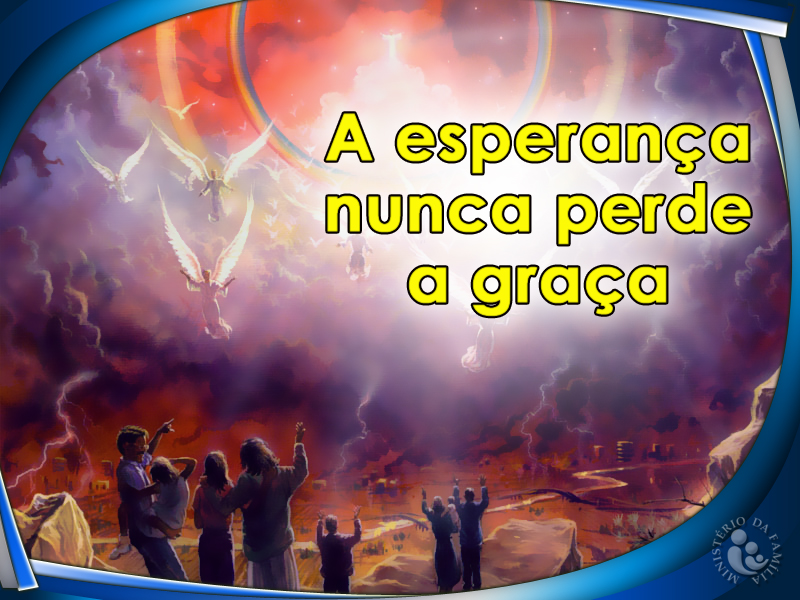 A esperança
nunca perde
a graça
MINISTÉRIO DA FAMÍLIA